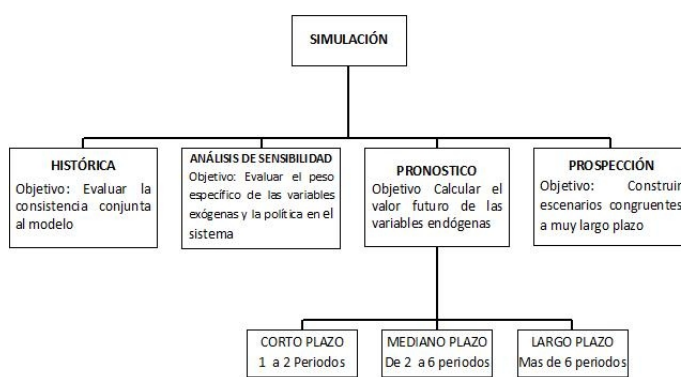 SIMULACIÓN
HISTÓRICA
Objetivo: Evaluar la
consistencia conjunta
al modelo
ANÁLISIS DE SENSIBILIDAD
Objetivo: Evaluar el peso
específico de las variables
exógenas y la política en el
sistema
PRONOSTICO
Objetivo Calcular el
valor futuro de las
variables endógenas
PROSPECCIÓN
Objetivo: Construir
escenarios congruentes
a muy largo plazo
CORTO PLAZO
1 a 2 Periodos
MEDIANO PLAZO
De 2 a 6 periodos
LARGO PLAZO
Mas de 6 periodos